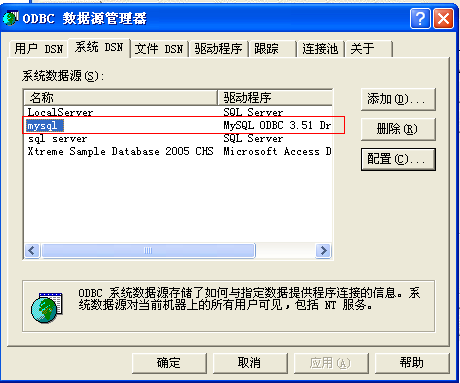 ODBC 数据源管理器
用户 DSN 系统 DSN 文件 DSN 驱动程序 跟踪 连接池 关于
系统数据源(S):
名称 驱动程序
LocalServer SQL Server
mysql MySQL ODBC 3.51 Dr
sql server SQL Server
Xtreme Sample Database 2005 CHS Microsoft Access D
添加(D)...
删除(R)
配置(C)...
ODBC 系统数据源存储了如何与指定数据提供程序连接的信息。系
统数据源对当前机器上的所有用户可见,包括 NT 服务。
确定 取消 应用(A) 帮助